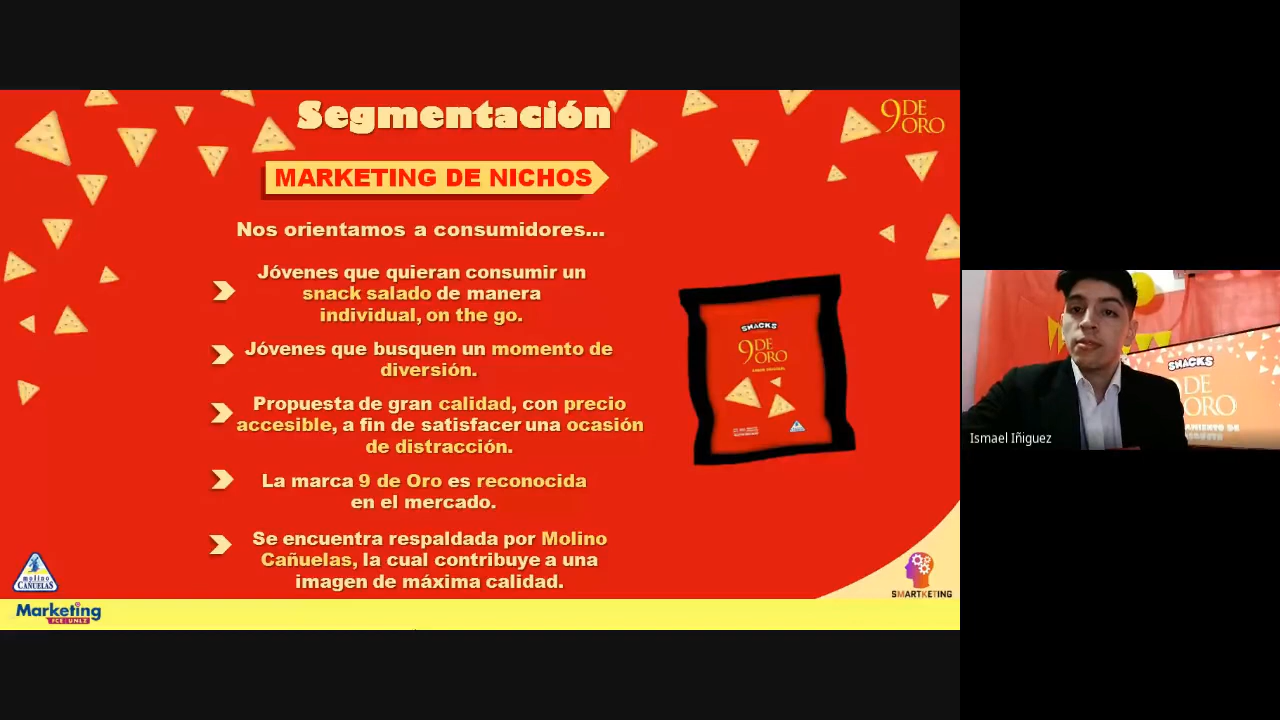 Segmentación
9 DE ORO
MARKETING DE NICHOS
Nos orientamos a consumidores...
Jóvenes que quieran consumir un
snack salado de manera
individual, on the go.
Jóvenes que busquen un momento de
diversión.
Propuesta de gran calidad, con precio
accesible, a fin de satisfacer una ocasión
de distracción.
La marca 9 de Oro es reconocida
en el mercado.
Se encuentra respaldada por Molino
Cañuelas, la cual contribuye a una
imagen de máxima calidad.
SNACKS
9 DE
ORO
molino
CAÑUELAS
Marketing
FCE : UNLZ
SMARTKETING
SNACKS
DE
ORO
Ismael Iñiguez